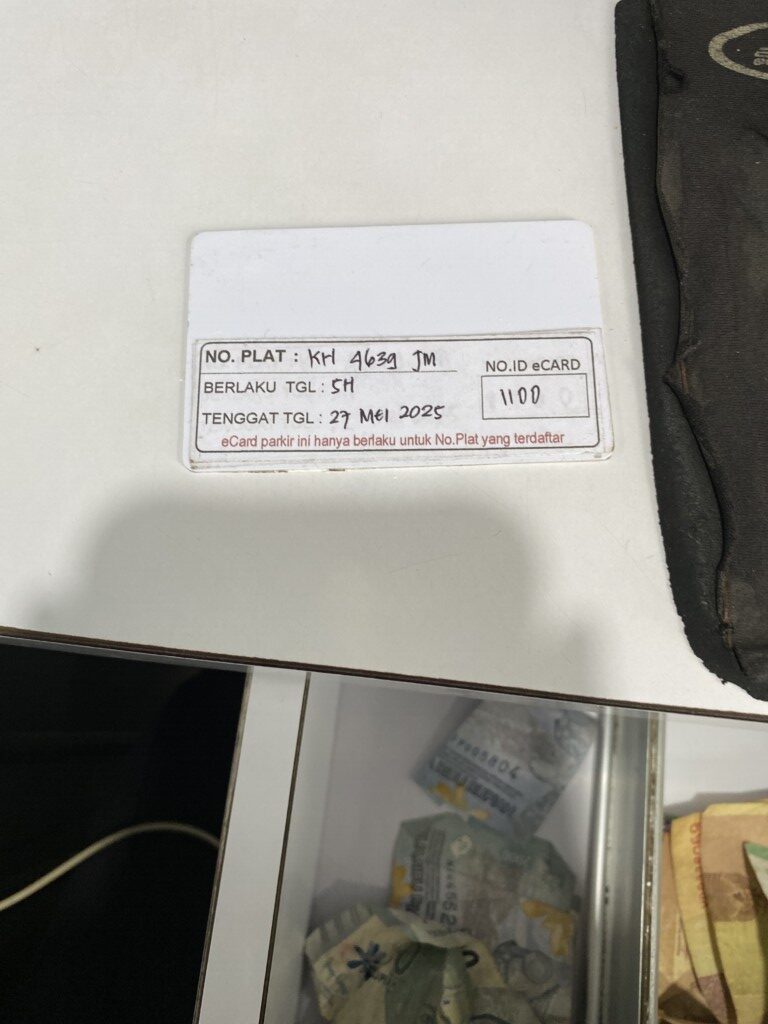 NO. PLAT : KH 4639 JM
BERLAKU TGL : 5H
TENGGAT TGL : 27 MEI 2025
NO.ID eCARD
1100
eCard parkir ini hanya berlaku untuk No.Plat yang terdaftar